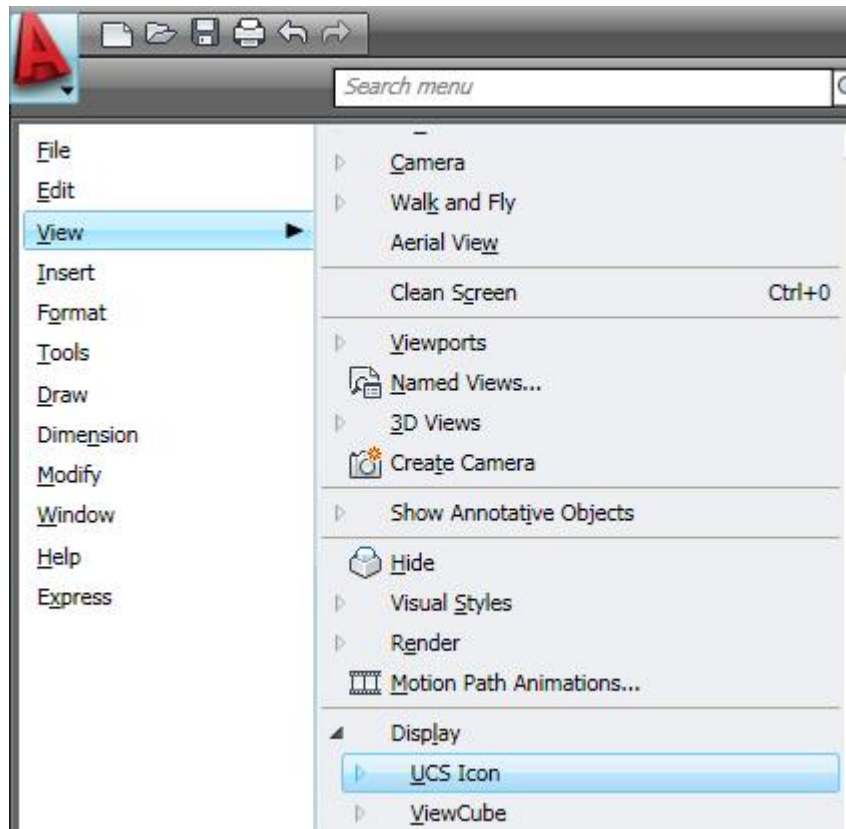 Search menu
File
Edit
View
Insert
Format
Tools
Draw
Dimension
Modify
Window
Help
Express
Camera
Walk and Fly
Aerial View
Clean Screen Ctrl+0
Viewports
Named Views...
3D Views
Create Camera
Show Annotative Objects
Hide
Visual Styles
Render
Motion Path Animations...
Display
UCS Icon
ViewCube